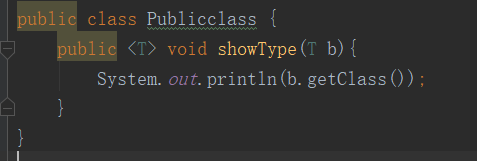 public class Publicclass {
public <T> void showType(T b){
System.out.println(b.getClass());
}
}